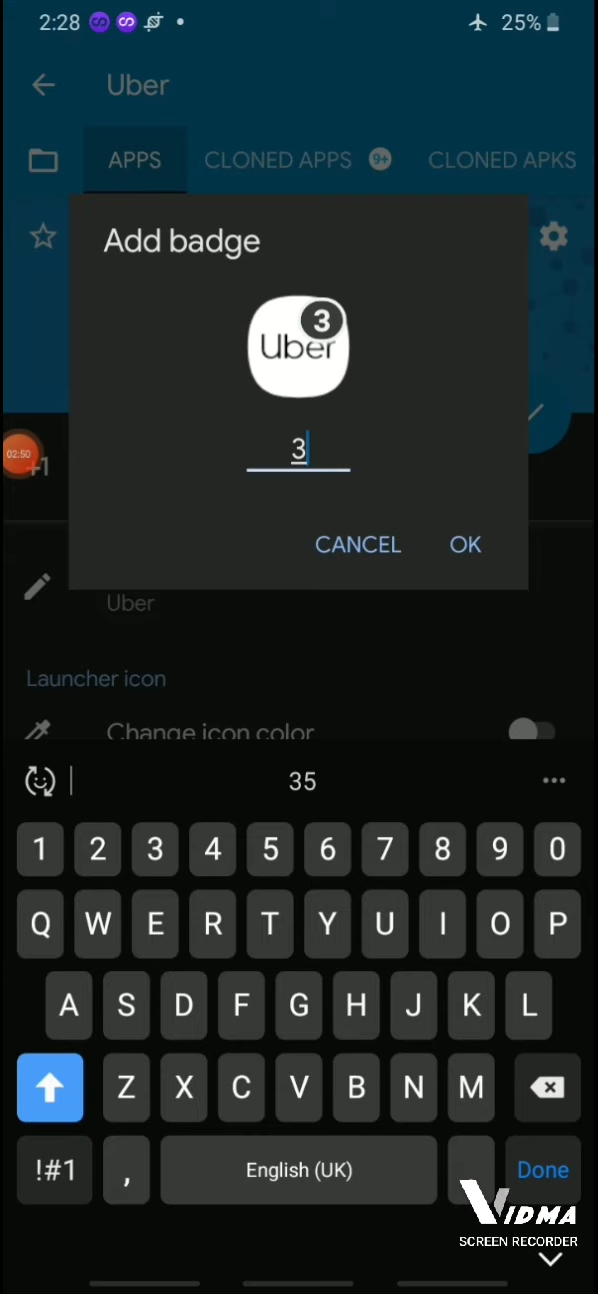 2:28
25%
Uber
APPS
CLONED APPS 9+
CLONED APKS
Add badge
Uber 3
3
02:50
+1
CANCEL
OK
Uber
Launcher icon
Change icon color
35
1 2 3 4 5 6 7 8 9 0
Q W E R T Y U I O P
A S D F G H J K L
Z X C V B N M
!#1 , English (UK) Done
VIDMA
SCREEN RECORDER